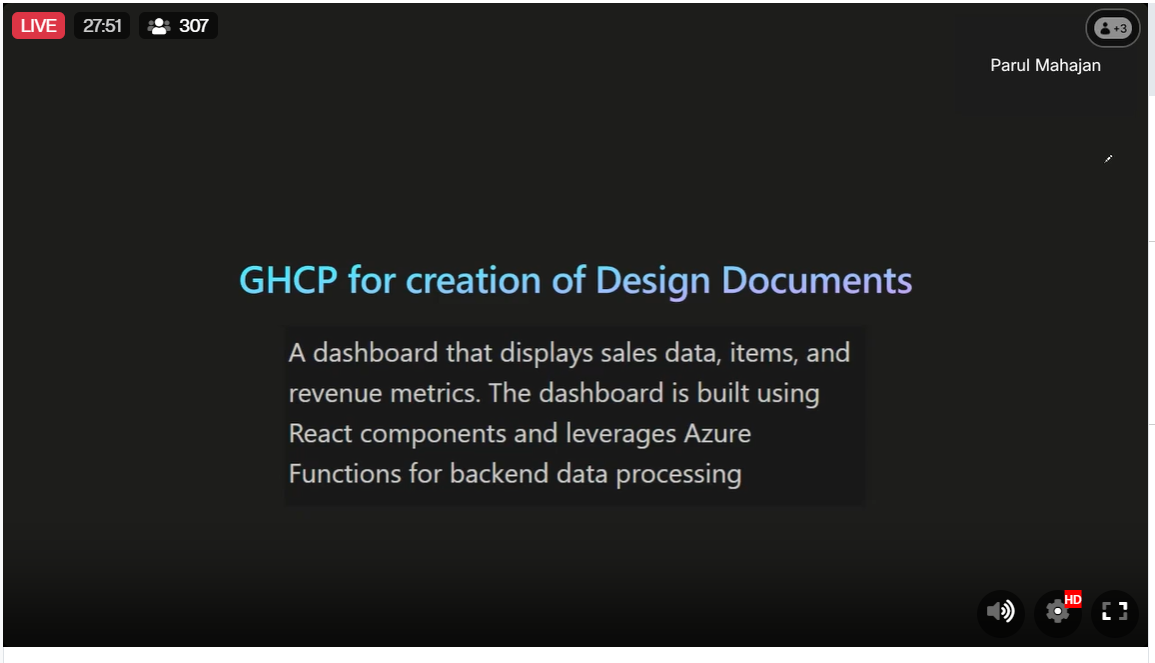 LIVE 27:51 307
+3
Parul Mahajan
GHCP for creation of Design Documents
A dashboard that displays sales data, items, and
revenue metrics. The dashboard is built using
React components and leverages Azure
Functions for backend data processing
HD